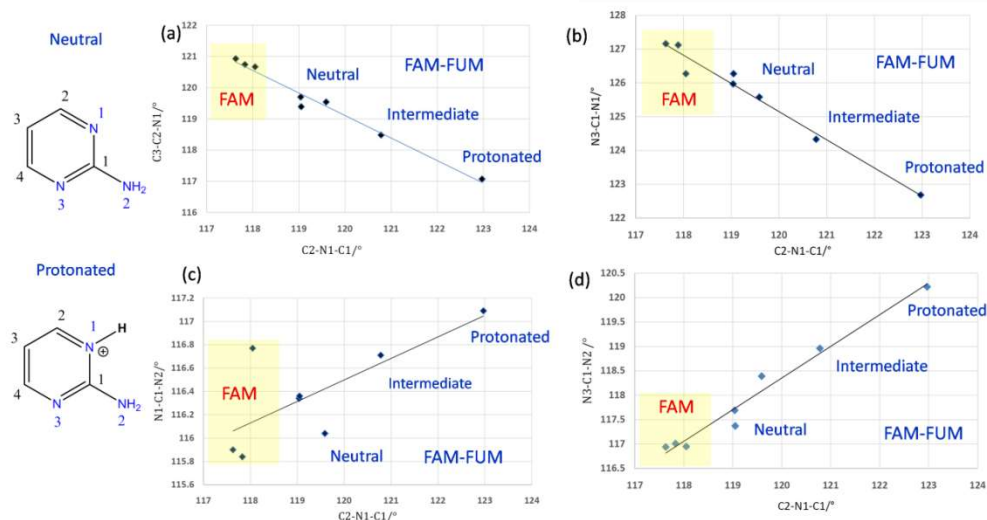 Neutral
2
3
N
1
4
1
N
NH₂
3
2
Protonated
2
1
H
3
N
⊕
4
1
N
NH₂
3
2
(a)
C3-C2-N1/°
121
120
119
118
117
116
FAM
Neutral
FAM-FUM
Intermediate
Protonated
117 118 119 120 121 122 123 124
C2-N1-C1/°
(b)
N3-C1-N1/°
128
127
126
125
124
123
122
FAM
Neutral
FAM-FUM
Intermediate
Protonated
117 118 119 120 121 122 123 124
C2-N1-C1/°
(c)
N1-C1-N2/°
117.2
117
116.8
116.6
116.4
116.2
116
115.8
115.6
FAM
Protonated
Intermediate
Neutral
FAM-FUM
117 118 119 120 121 122 123 124
C2-N1-C1/°
(d)
N3-C1-N2 /°
120.5
120
119.5
119
118.5
118
117.5
117
116.5
Protonated
Intermediate
FAM
Neutral
FAM-FUM
117 118 119 120 121 122 123 124
C2-N1-C1/°